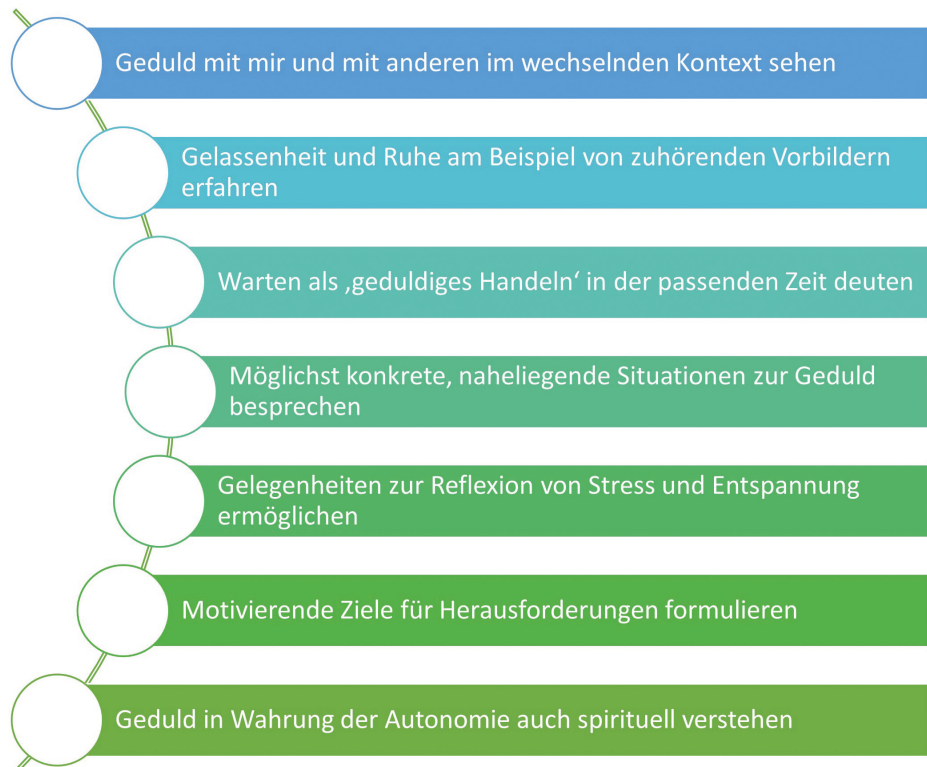 Geduld mit mir und mit anderen im wechselnden Kontext sehen
Gelassenheit und Ruhe am Beispiel von zuhörenden Vorbildern
erfahren
Warten als ‚geduldiges Handeln‘ in der passenden Zeit deuten
Möglichst konkrete, naheliegende Situationen zur Geduld
besprechen
Gelegenheiten zur Reflexion von Stress und Entspannung
ermöglichen
Motivierende Ziele für Herausforderungen formulieren
Geduld in Wahrung der Autonomie auch spirituell verstehen